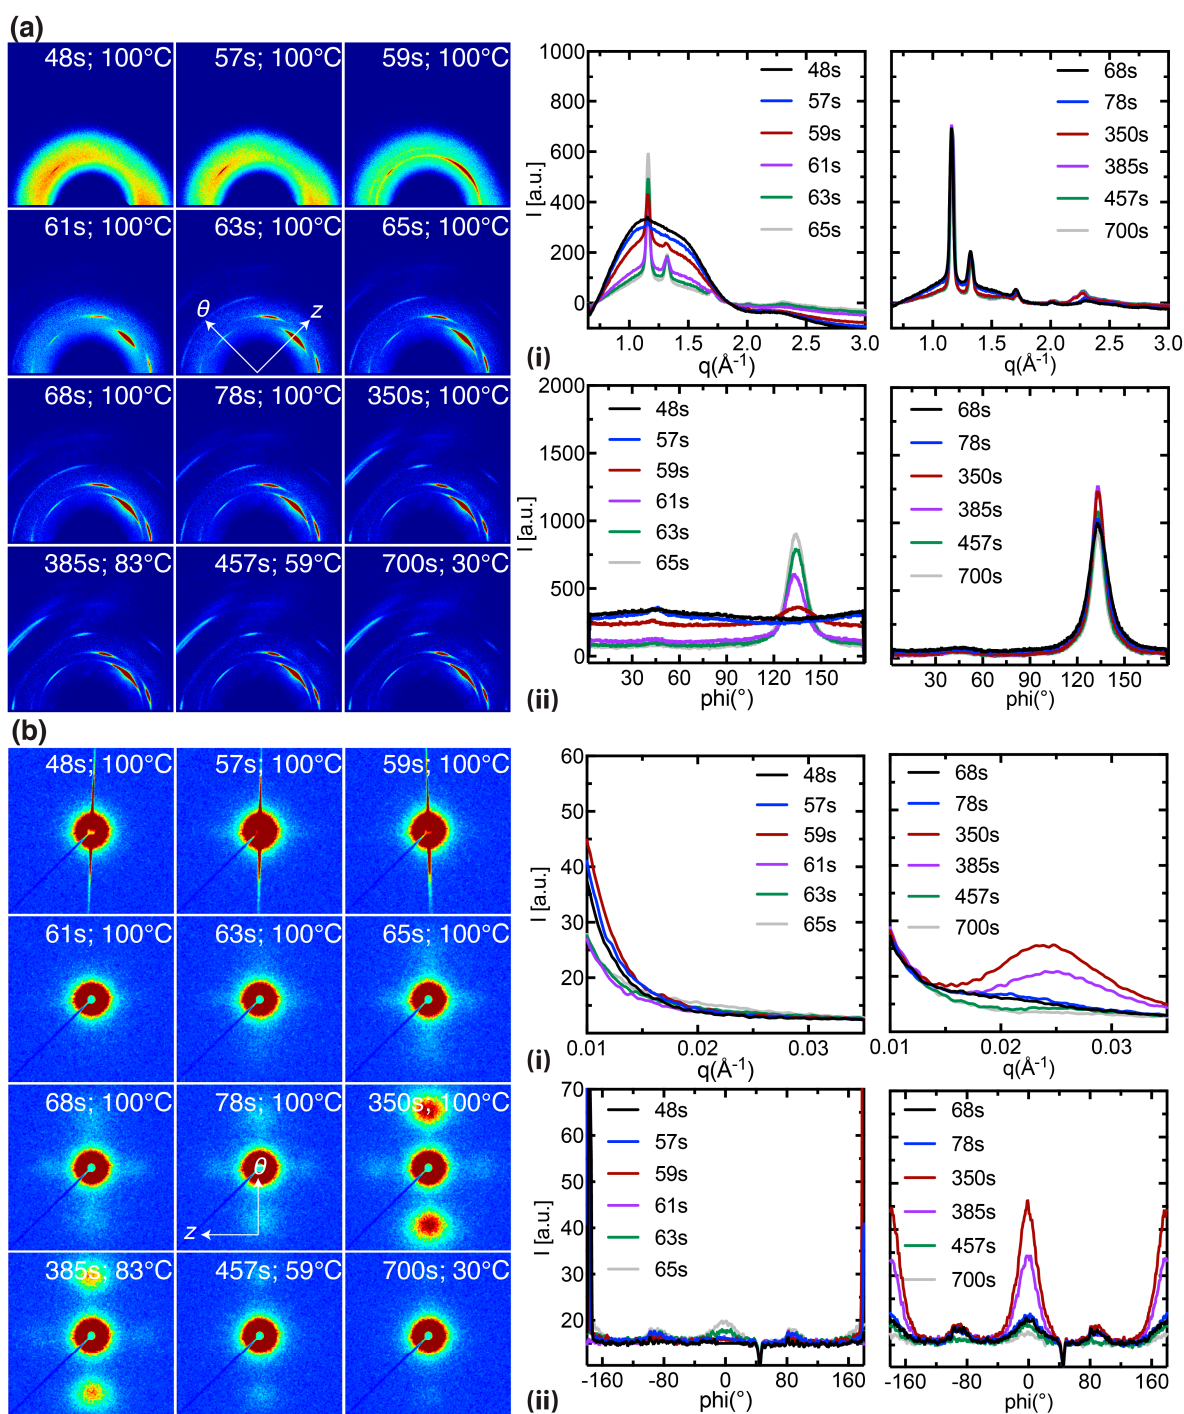 (a)
48s; 100°C 57s; 100°C 59s; 100°C
61s; 100°C 63s; 100°C 65s; 100°C
θ z
68s; 100°C 78s; 100°C 350s; 100°C
385s; 83°C 457s; 59°C 700s; 30°C
1000
800
600
400
200
0
I [a.u.]
48s
57s
59s
61s
63s
65s
1.0 1.5 2.0 2.5 3.0
q(Å-1)
68s
78s
350s
385s
457s
700s
1.0 1.5 2.0 2.5 3.0
q(Å-1)
(i)
2000
1500
1000
500
0
I [a.u.]
48s
57s
59s
61s
63s
65s
30 60 90 120 150
phi(°)
68s
78s
350s
385s
457s
700s
30 60 90 120 150
phi(°)
(ii)
(b)
48s; 100°C 57s; 100°C 59s; 100°C
61s; 100°C 63s; 100°C 65s; 100°C
68s; 100°C 78s; 100°C 350s; 100°C
θ
z
385s; 83°C 457s; 59°C 700s; 30°C
60
50
40
30
20
I [a.u.]
48s
57s
59s
61s
63s
65s
0.01 0.02 0.03
q(Å-1)
68s
78s
350s
385s
457s
700s
0.01 0.02 0.03
q(Å-1)
(i)
70
60
50
40
30
20
I [a.u.]
48s
57s
59s
61s
63s
65s
-160 -80 0 80 160
phi(°)
68s
78s
350s
385s
457s
700s
-160 -80 0 80 160
phi(°)
(ii)